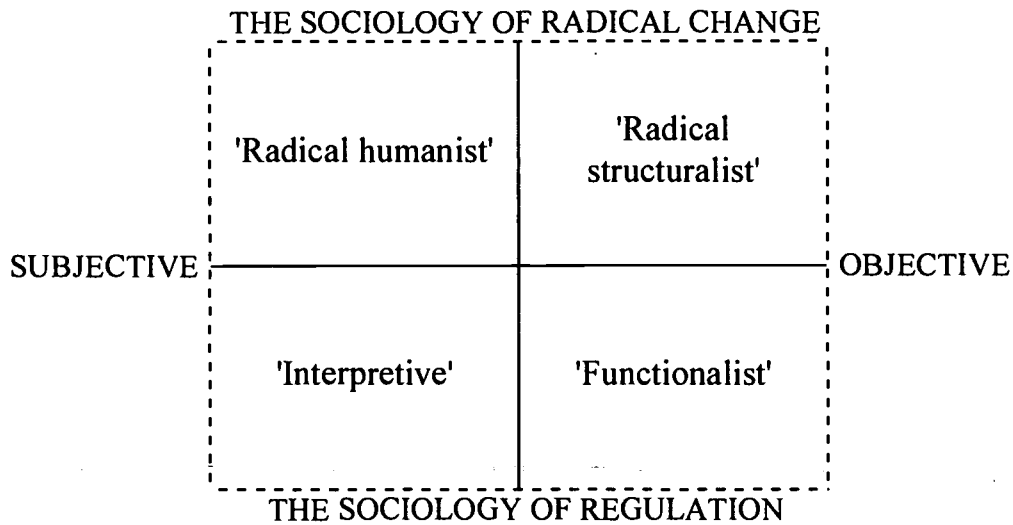 THE SOCIOLOGY OF RADICAL CHANGE
'Radical humanist'
'Radical
structuralist'
SUBJECTIVE
OBJECTIVE
'Interpretive'
'Functionalist'
THE SOCIOLOGY OF REGULATION